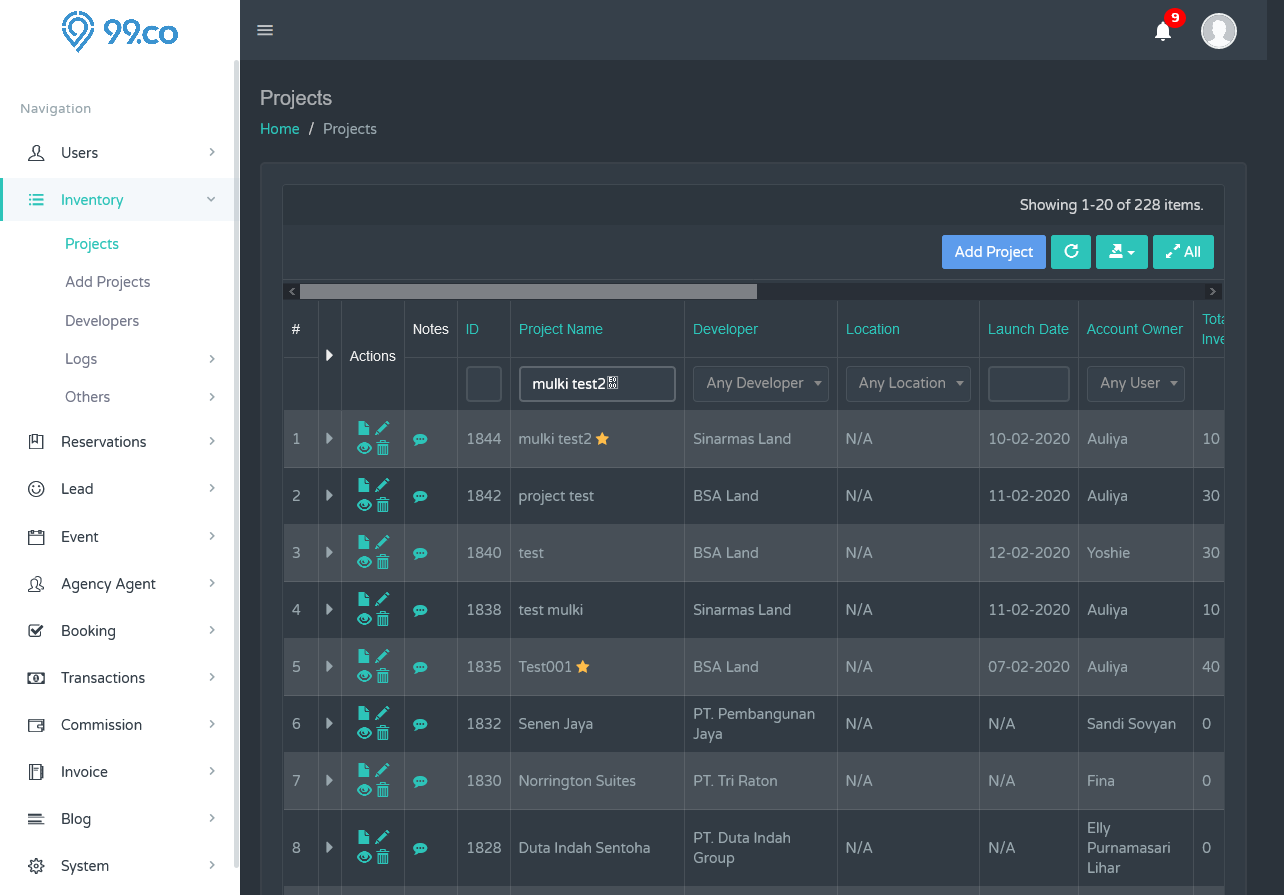 99.co
9
Navigation
Users
Inventory
Projects
Add Projects
Developers
Logs
Others
Reservations
Lead
Event
Agency Agent
Booking
Transactions
Commission
Invoice
Blog
System
Projects
Home / Projects
Showing 1-20 of 228 items.
Add Project All
# Actions Notes ID Project Name Developer Location Launch Date Account Owner
mulki test2 Any Developer Any Location Any User
1 1844 mulki test2 Sinarmas Land N/A 10-02-2020 Auliya 10
2 1842 project test BSA Land N/A 11-02-2020 Auliya 30
3 1840 test BSA Land N/A 12-02-2020 Yoshie 30
4 1838 test mulki Sinarmas Land N/A 11-02-2020 Auliya 10
5 1835 Test001 BSA Land N/A 07-02-2020 Auliya 40
6 1832 Senen Jaya PT. Pembangunan Jaya N/A N/A Sandi Sovyan 0
7 1830 Norrington Suites PT. Tri Raton N/A N/A Fina 0
8 1828 Duta Indah Sentoha PT. Duta Indah Group N/A N/A Elly Purnamasari Lihar 0